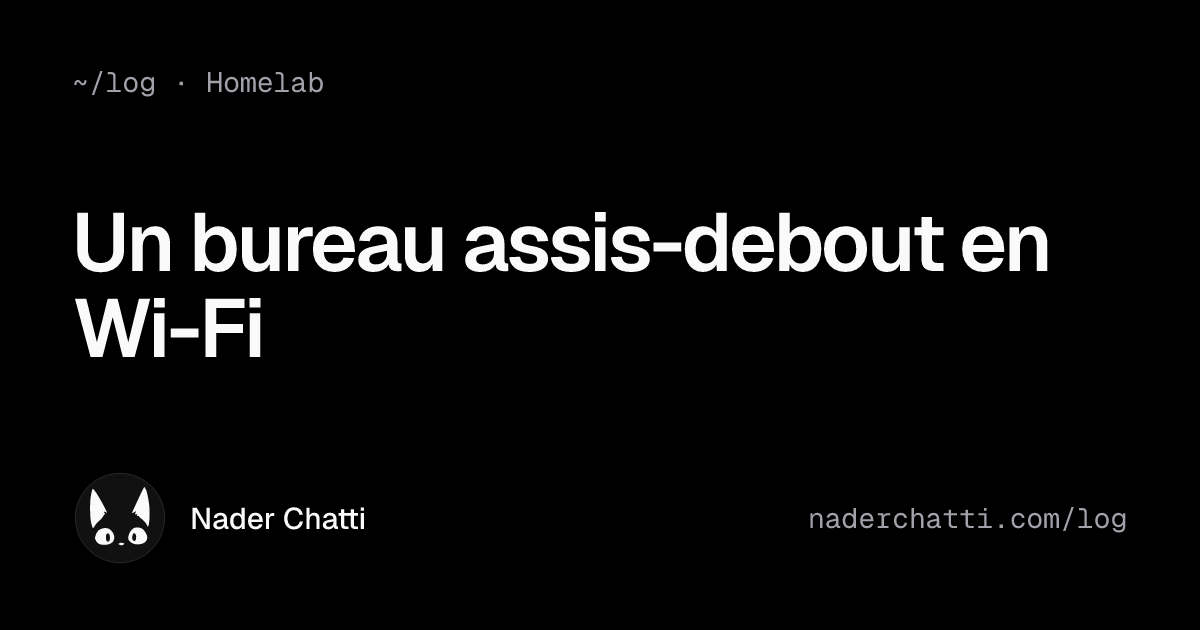 ~/log · Homelab
Un bureau assis-debout en
Wi-Fi
Nader Chatti
naderchatti.com/log